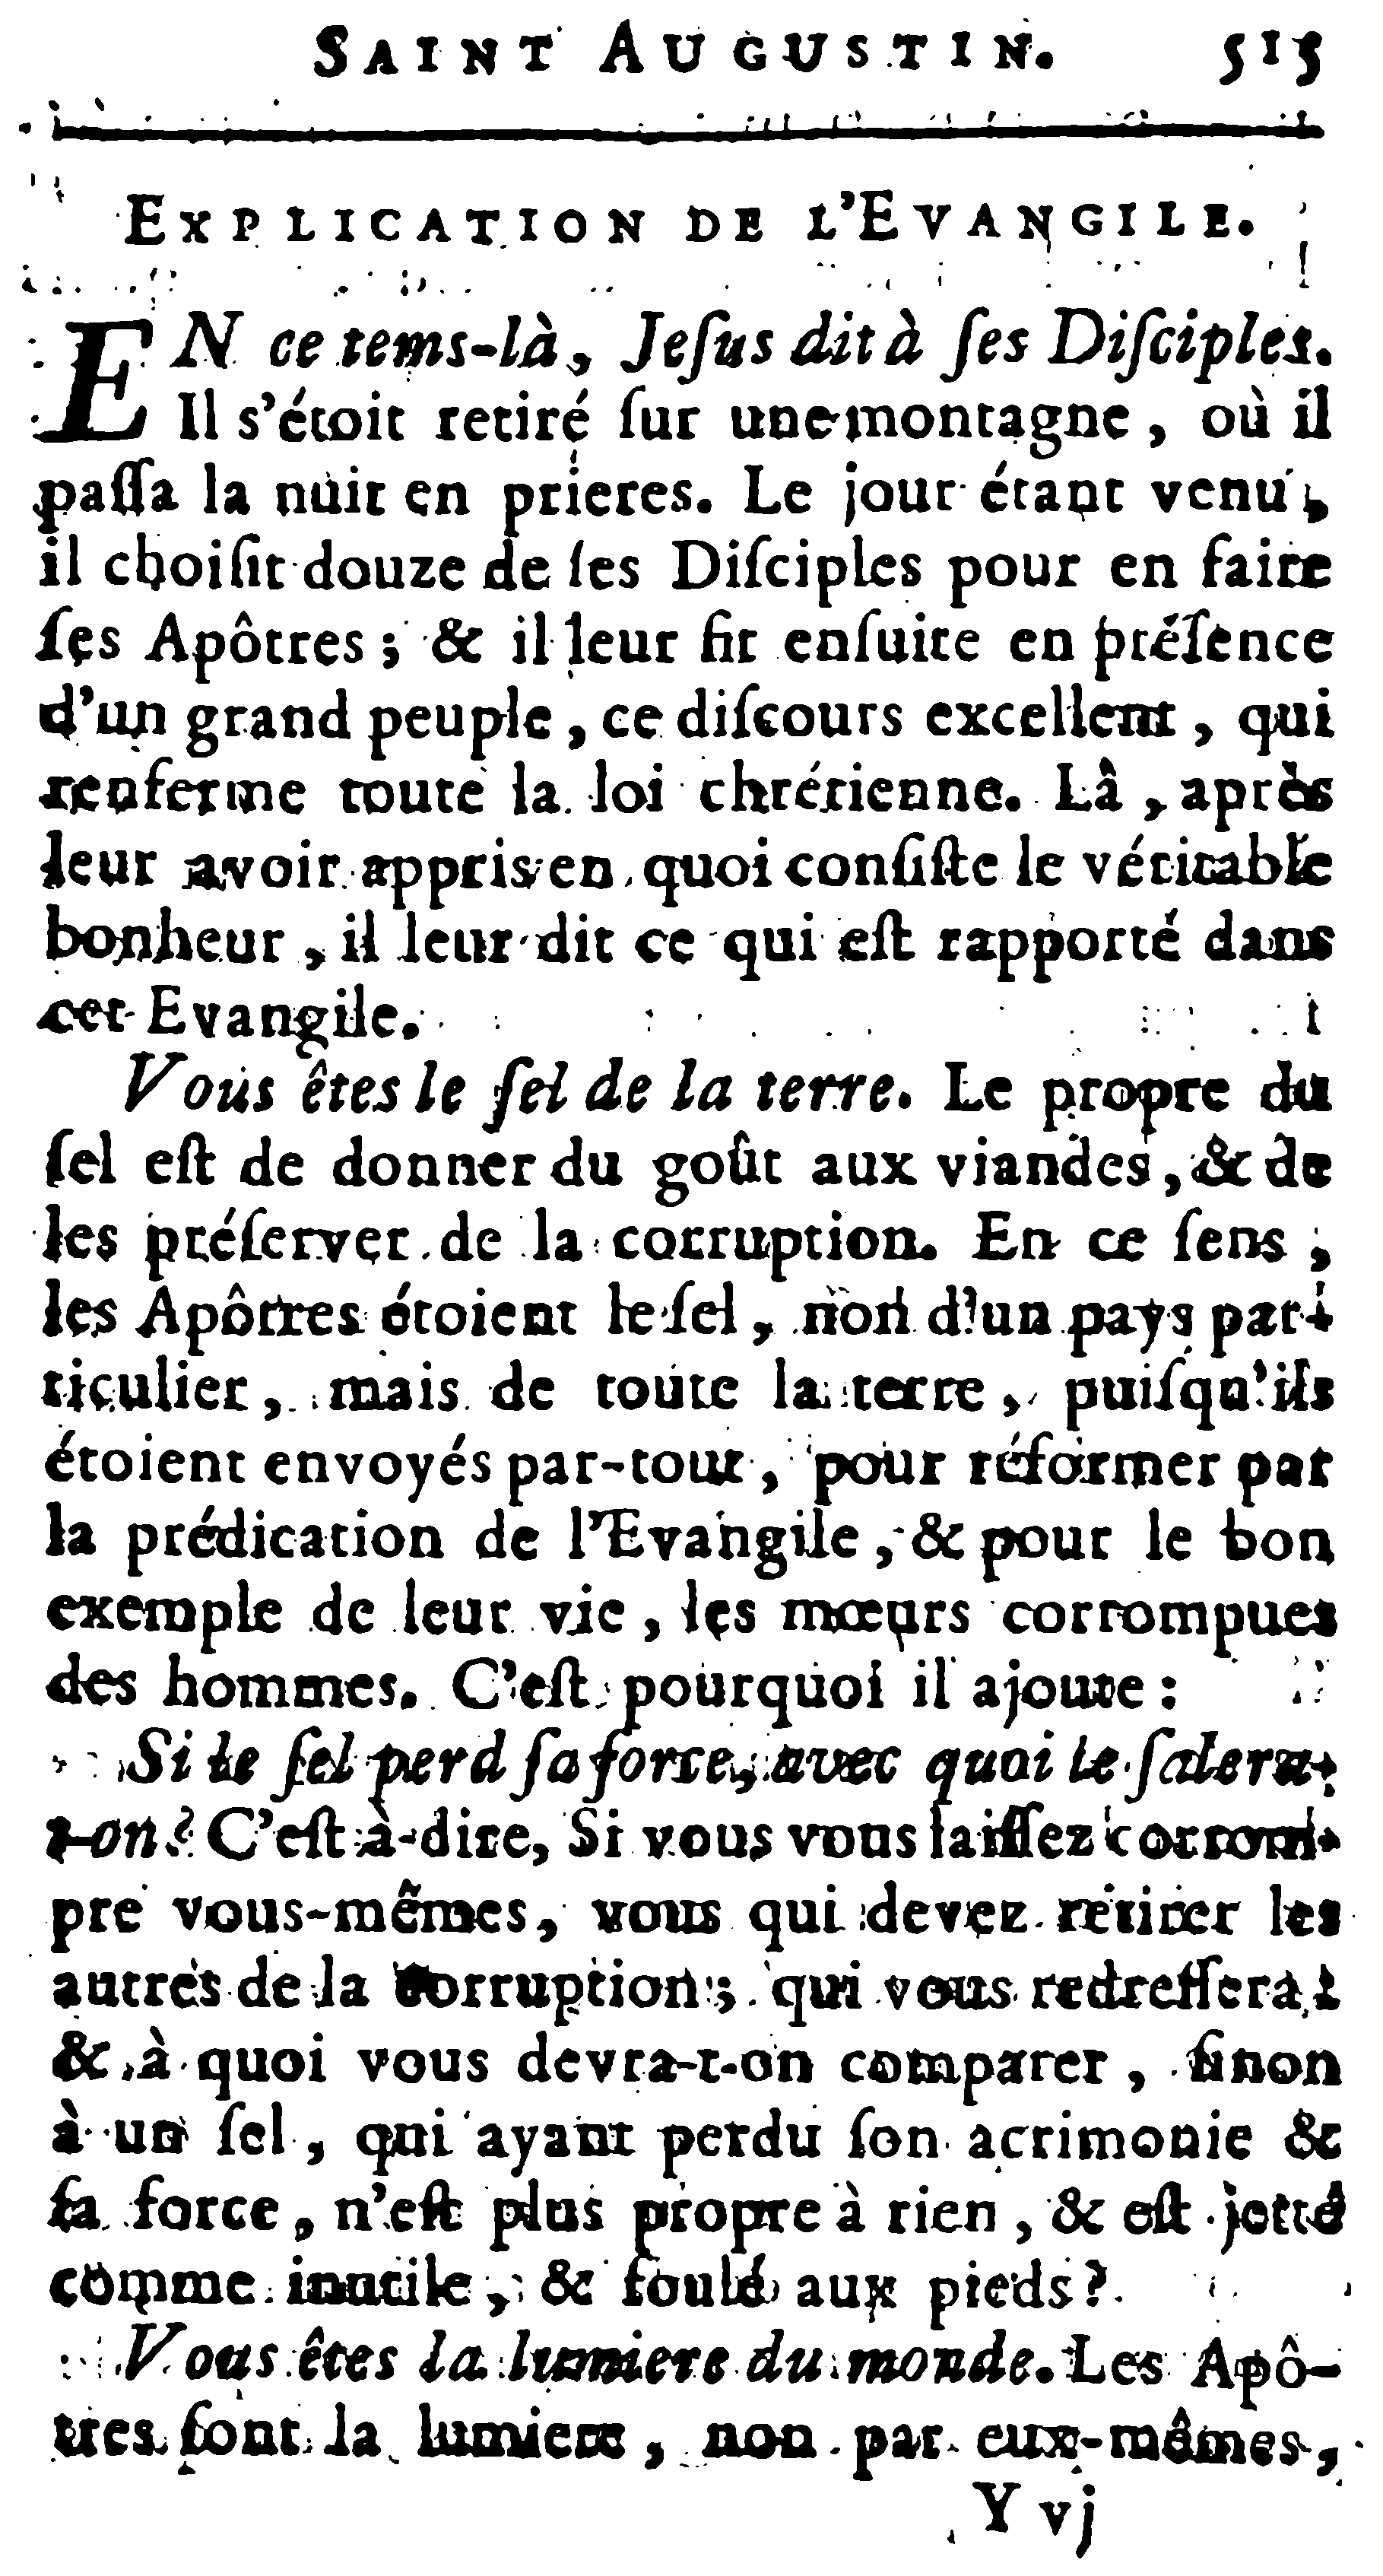 SAINT AUGUSTIN. 515
EXPLICATION DE L'EVANGILE.
EN ce tems-là, Jeſus dit à ſes Diſciples.
Il s'étoit retiré ſur une montagne, où il
paſſa la nuit en prieres. Le jour étant venu,
il choiſit douze de ſes Diſciples pour en faire
ſes Apôtres; & il leur fit enſuite en préſence
d'un grand peuple, ce diſcours excellent, qui
renferme toute la loi chrétienne. Là, après
leur avoir appris en quoi conſiſte le véritable
bonheur, il leur dit ce qui eſt rapporté dans
cet Evangile.
Vous êtes le ſel de la terre. Le propre du
ſel eſt de donner du goût aux viandes, & de
les préſerver de la corruption. En ce ſens,
les Apôtres étoient le ſel, non d'un pays par-
ticulier, mais de toute la terre, puiſqu'ils
étoient envoyés par-tout, pour réformer par
la prédication de l'Evangile, & pour le bon
exemple de leur vie, les mœurs corrompues
des hommes. C'eſt pourquoi il ajoute:
Si le ſel perd ſa force, avec quoi le ſalera-
t-on? C'eſt à-dire, Si vous vous laiſſez corrom-
pre vous-mêmes, vous qui devez retirer les
autres de la corruption; qui vous redreſſera?
& à quoi vous devra-t-on comparer, ſinon
à un ſel, qui ayant perdu ſon acrimonie &
ſa force, n'eſt plus propre à rien, & eſt jetté
comme inutile, & foulé aux pieds?
Vous êtes la lumiere du monde. Les Apô-
tres ſont la lumiere, non par eux-mêmes,
Y vj